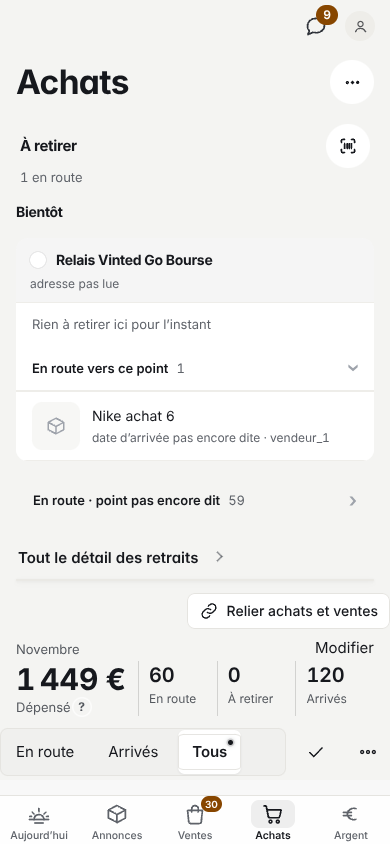 9
Achats
À retirer
1 en route
Bientôt
Relais Vinted Go Bourse
adresse pas lue
Rien à retirer ici pour l’instant
En route vers ce point 1
Nike achat 6
date d’arrivée pas encore dite · vendeur_1
En route · point pas encore dit 59
Tout le détail des retraits
Relier achats et ventes
Novembre
Modifier
1 449 € 60 0 120
En route À retirer Arrivés
Dépensé ?
En route Arrivés Tous
30
Aujourd’hui Annonces Ventes Achats Argent